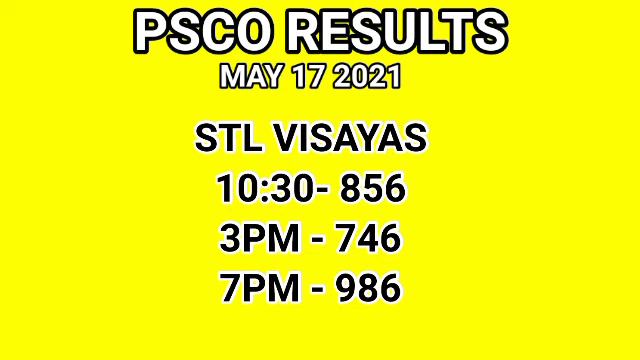 PSCO RESULTS
MAY 17 2021
STL VISAYAS
10:30- 856
3PM - 746
7PM - 986